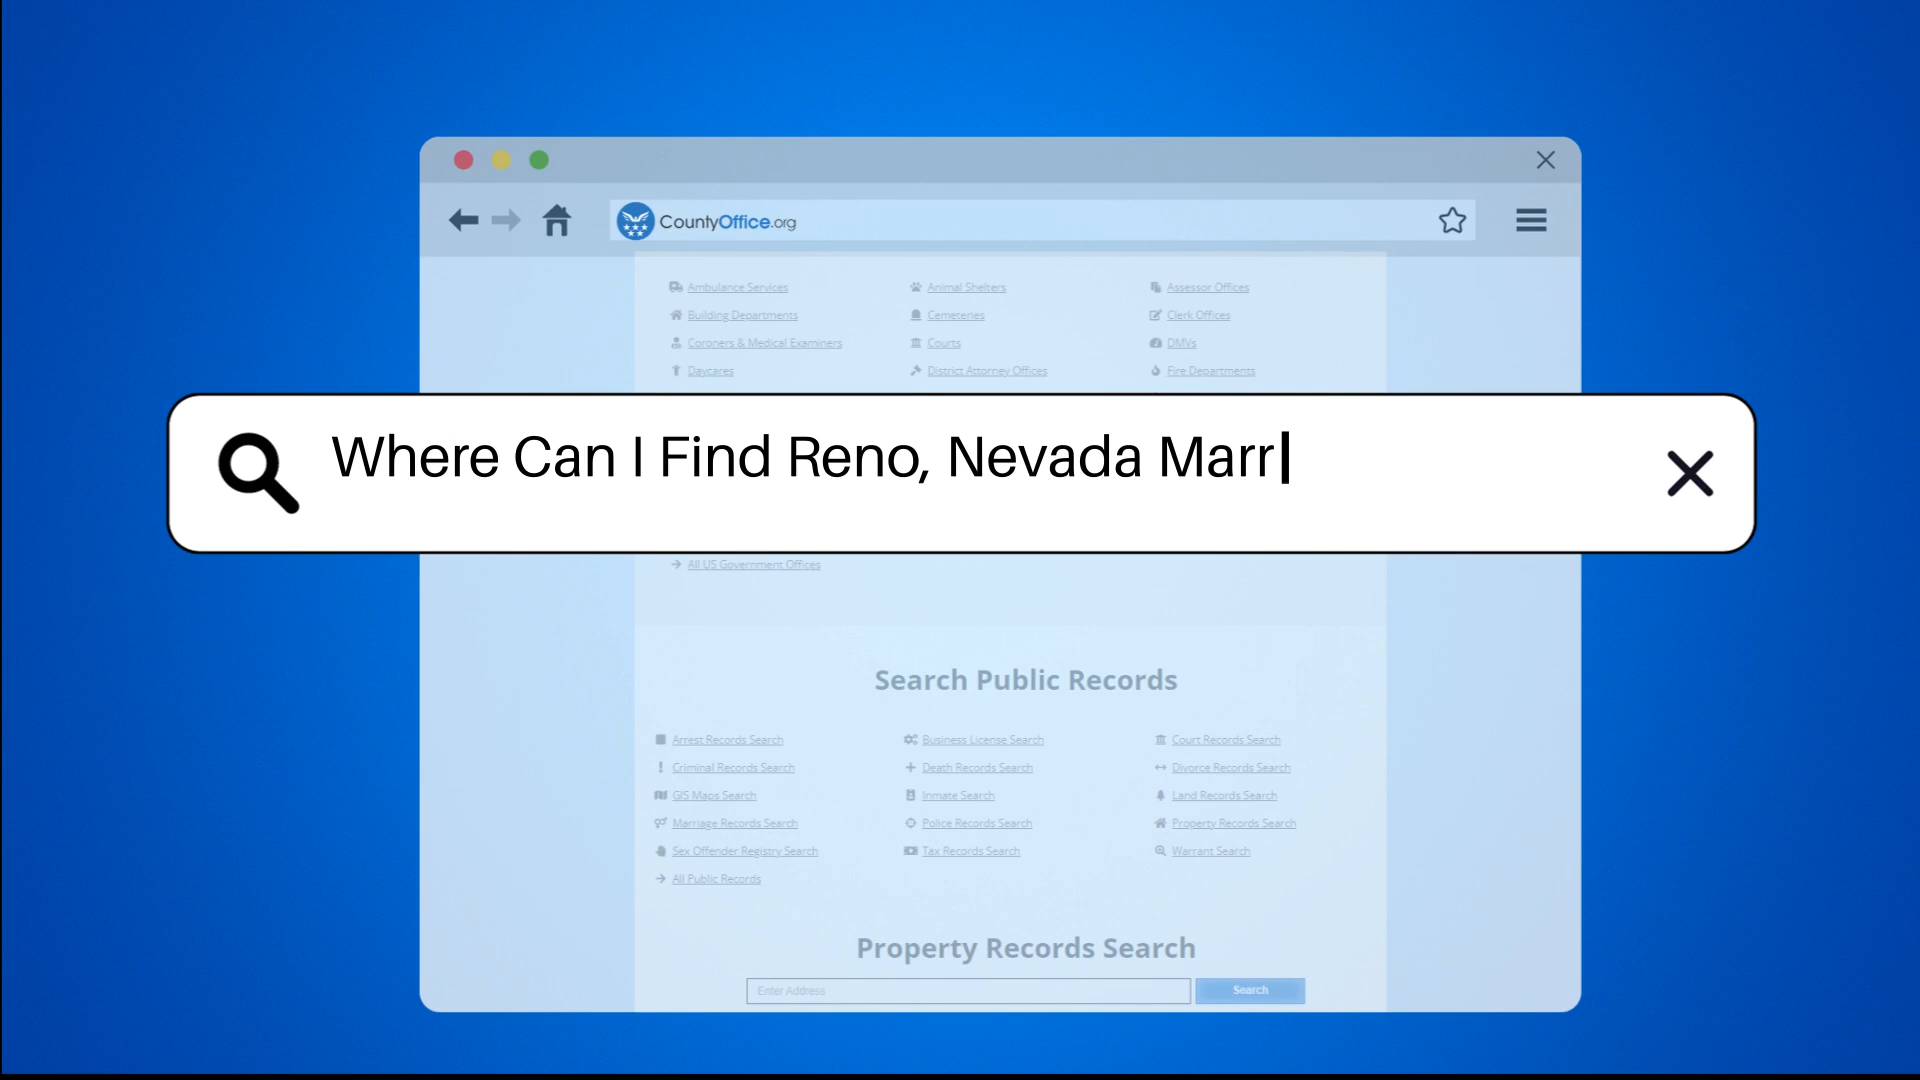 CountyOffice.org
Ambulance Services Animal Shelters Assessor Offices
Building Departments Cemeteries Clerk Offices
Coroners & Medical Examiners Courts DMVs
Daycares District Attorney Offices Fire Departments
Where Can I Find Reno, Nevada Marr
All US Government Offices
Search Public Records
Arrest Records Search Business License Search Court Records Search
Criminal Records Search Death Records Search Divorce Records Search
GIS Maps Search Inmate Search Land Records Search
Marriage Records Search Police Records Search Property Records Search
Sex Offender Registry Search Tax Records Search Warrant Search
All Public Records
Property Records Search
Enter Address Search